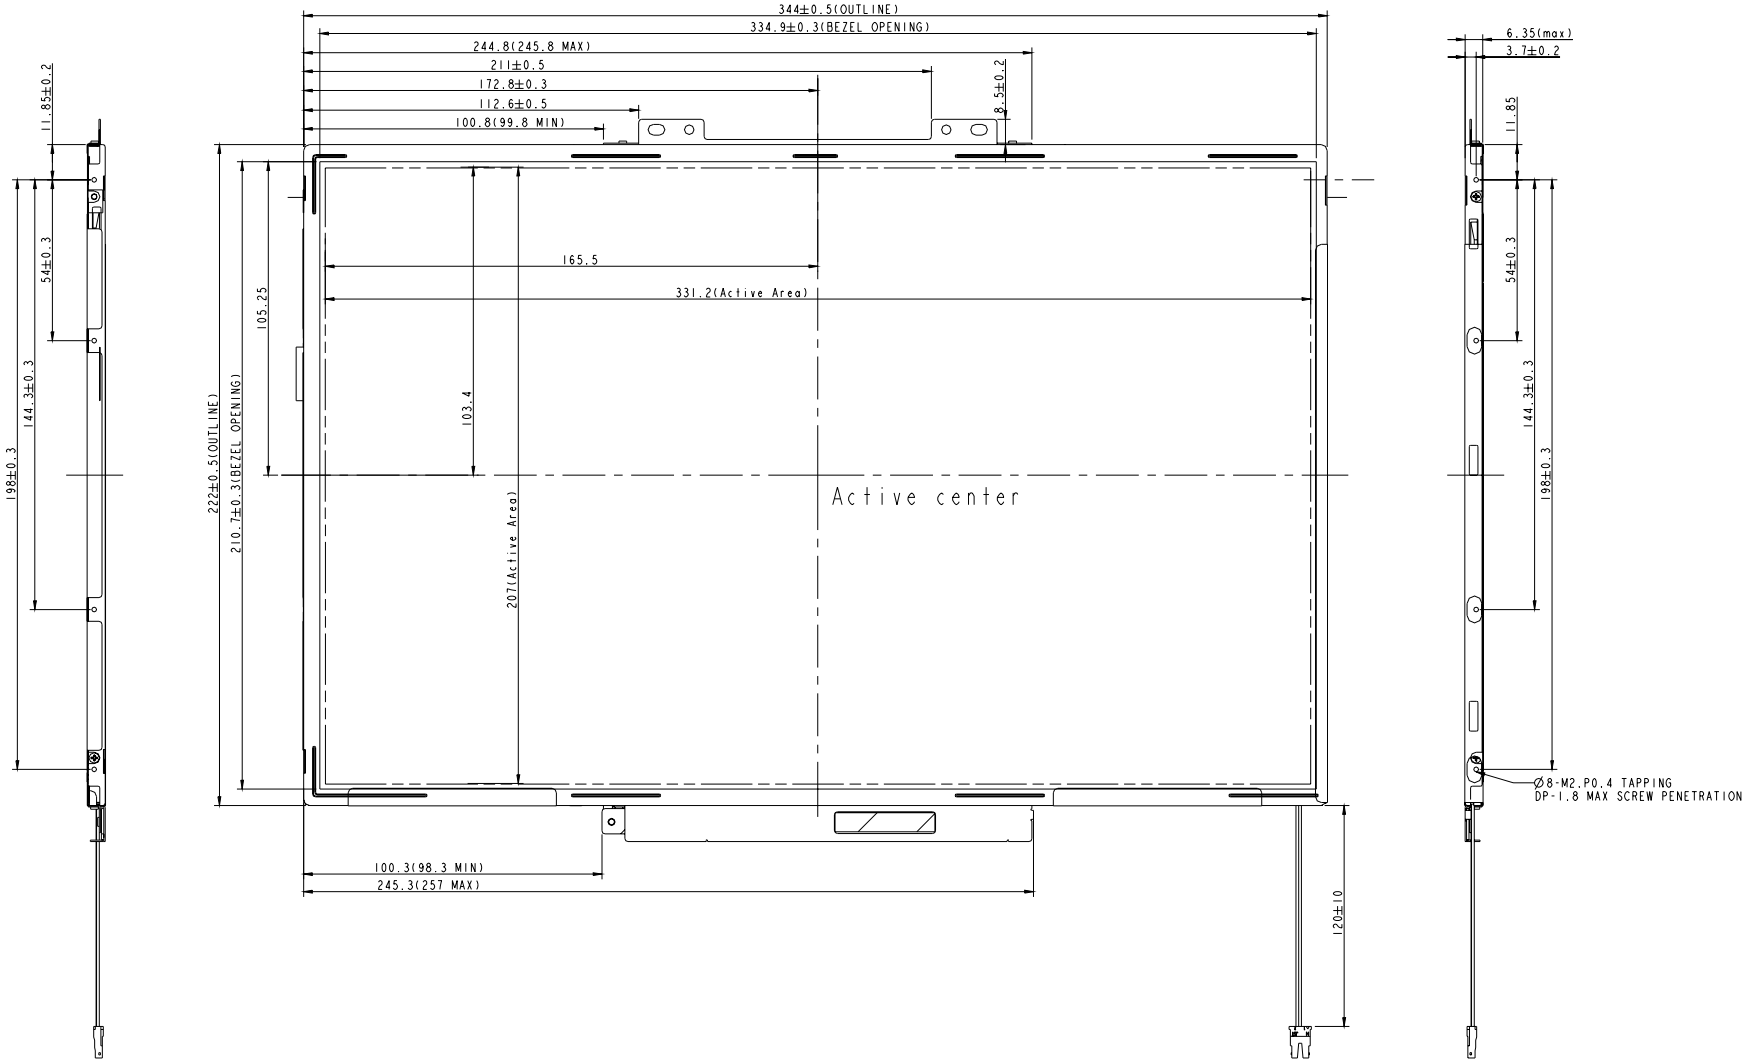 344±0.5(OUTLINE)
334.9±0.3(BEZEL OPENING)
244.8(245.8 MAX)
211±0.5
172.8±0.3
112.6±0.5
100.8(99.8 MIN)
8.5±0.2
6.35(max)
3.7±0.2
11.85±0.2
11.85
54±0.3
54±0.3
165.5
331.2(Active Area)
105.25
103.4
144.3±0.3
144.3±0.3
198±0.3
198±0.3
222±0.5(OUTLINE)
210.7±0.3(BEZEL OPENING)
207(Active Area)
Active center
Ø8-M2.P0.4 TAPPING
DP-1.8 MAX SCREW PENETRATION
100.3(98.3 MIN)
245.3(257 MAX)
120±10